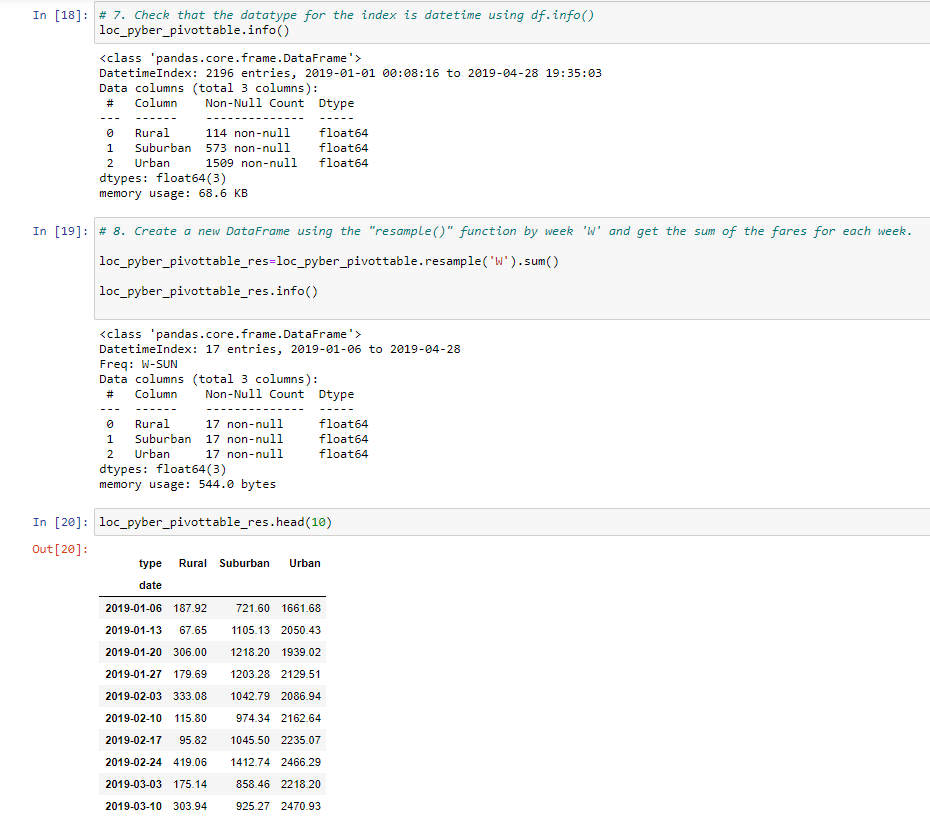 In [18]: # 7. Check that the datatype for the index is datetime using df.info()
loc_pyber_pivottable.info()
<class 'pandas.core.frame.DataFrame'>
DatetimeIndex: 2196 entries, 2019-01-01 00:08:16 to 2019-04-28 19:35:03
Data columns (total 3 columns):
 #   Column    Non-Null Count  Dtype
---  ------    --------------  -----
 0   Rural     114 non-null    float64
 1   Suburban  573 non-null    float64
 2   Urban     1509 non-null   float64
dtypes: float64(3)
memory usage: 68.6 KB
In [19]: # 8. Create a new DataFrame using the "resample()" function by week 'W' and get the sum of the fares for each week.
loc_pyber_pivottable_res=loc_pyber_pivottable.resample('W').sum()
loc_pyber_pivottable_res.info()
<class 'pandas.core.frame.DataFrame'>
DatetimeIndex: 17 entries, 2019-01-06 to 2019-04-28
Freq: W-SUN
Data columns (total 3 columns):
 #   Column    Non-Null Count  Dtype
---  ------    --------------  -----
 0   Rural     17 non-null     float64
 1   Suburban  17 non-null     float64
 2   Urban     17 non-null     float64
dtypes: float64(3)
memory usage: 544.0 bytes
In [20]: loc_pyber_pivottable_res.head(10)
Out[20]:
type Rural Suburban Urban
date
2019-01-06 187.92 721.60 1661.68
2019-01-13 67.65 1105.13 2050.43
2019-01-20 306.00 1218.20 1939.02
2019-01-27 179.69 1203.28 2129.51
2019-02-03 333.08 1042.79 2086.94
2019-02-10 115.80 974.34 2162.64
2019-02-17 95.82 1045.50 2235.07
2019-02-24 419.06 1412.74 2466.29
2019-03-03 175.14 858.46 2218.20
2019-03-10 303.94 925.27 2470.93